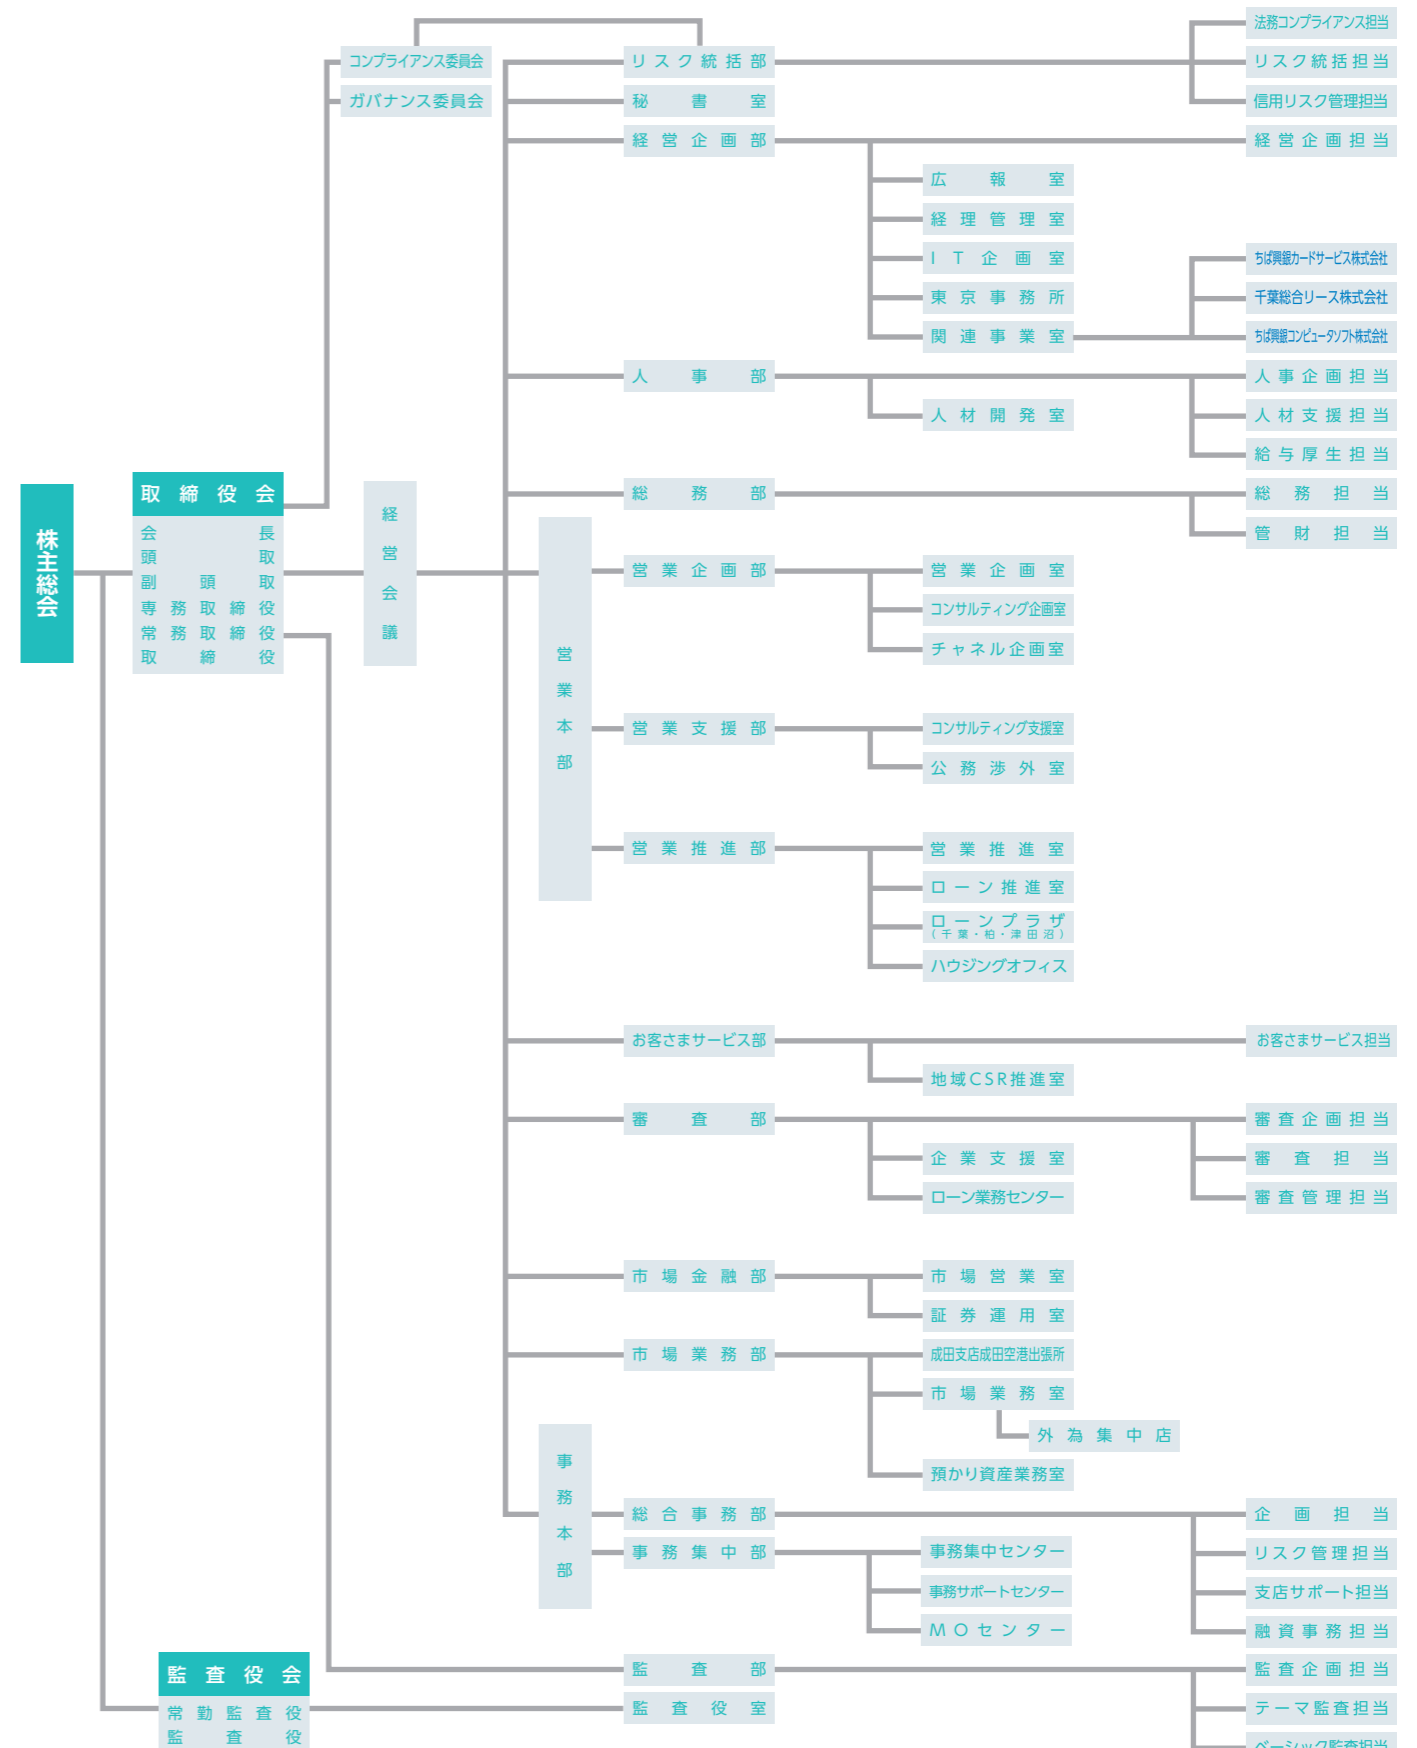 法務コンプライアンス担当
コンプライアンス委員会
リスク統括部
リスク統括担当
ガバナンス委員会
秘書室
信用リスク管理担当
経営企画部
経営企画担当
広報室
経理管理室
IT企画室
ちば興銀カードサービス株式会社
東京事務所
千葉総合リース株式会社
関連事業室
ちば興銀コンピュータソフト株式会社
人事部
人事企画担当
人材開発室
人材支援担当
給与厚生担当
株主総会
取締役会
会長
頭取
副頭取
専務取締役
常務取締役
取締役
経営会議
総務部
総務担当
管財担当
営業本部
営業企画部
営業企画室
コンサルティング企画室
チャネル企画室
営業支援部
コンサルティング支援室
公務渉外室
営業推進部
営業推進室
ローン推進室
ローンプラザ
(千葉・柏・津田沼)
ハウジングオフィス
お客さまサービス部
お客さまサービス担当
地域CSR推進室
審査部
審査企画担当
企業支援室
審査担当
ローン業務センター
審査管理担当
市場金融部
市場営業室
証券運用室
市場業務部
成田支店成田空港出張所
市場業務室
外為集中店
預かり資産業務室
事務本部
総合事務部
企画担当
事務集中部
事務集中センター
リスク管理担当
事務サポートセンター
支店サポート担当
MOセンター
融資事務担当
監査役会
常勤監査役
監査役
監査部
監査企画担当
監査役室
テーマ監査担当
ベーシック監査担当